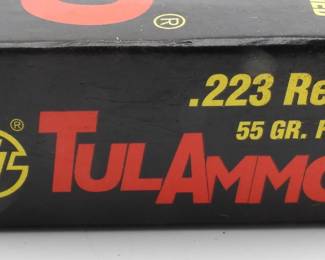 ®
.223 Re
55 GR. F
® TULAMMO